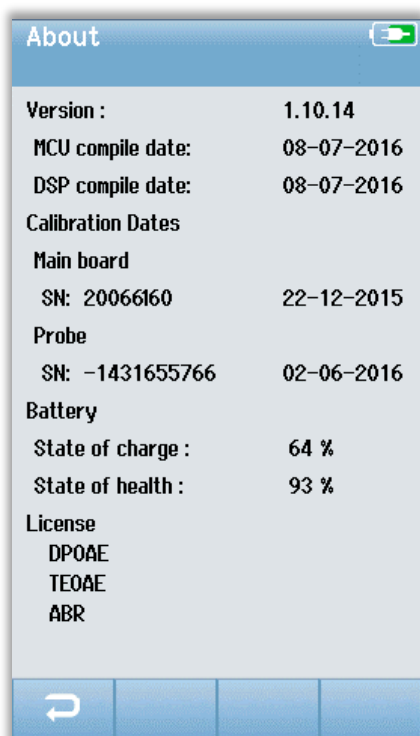 About
Version : 1.10.14
MCU compile date: 08-07-2016
DSP compile date: 08-07-2016
Calibration Dates
Main board
SN: 20066160 22-12-2015
Probe
SN: -1431655766 02-06-2016
Battery
State of charge : 64 %
State of health : 93 %
License
DPOAE
TEOAE
ABR